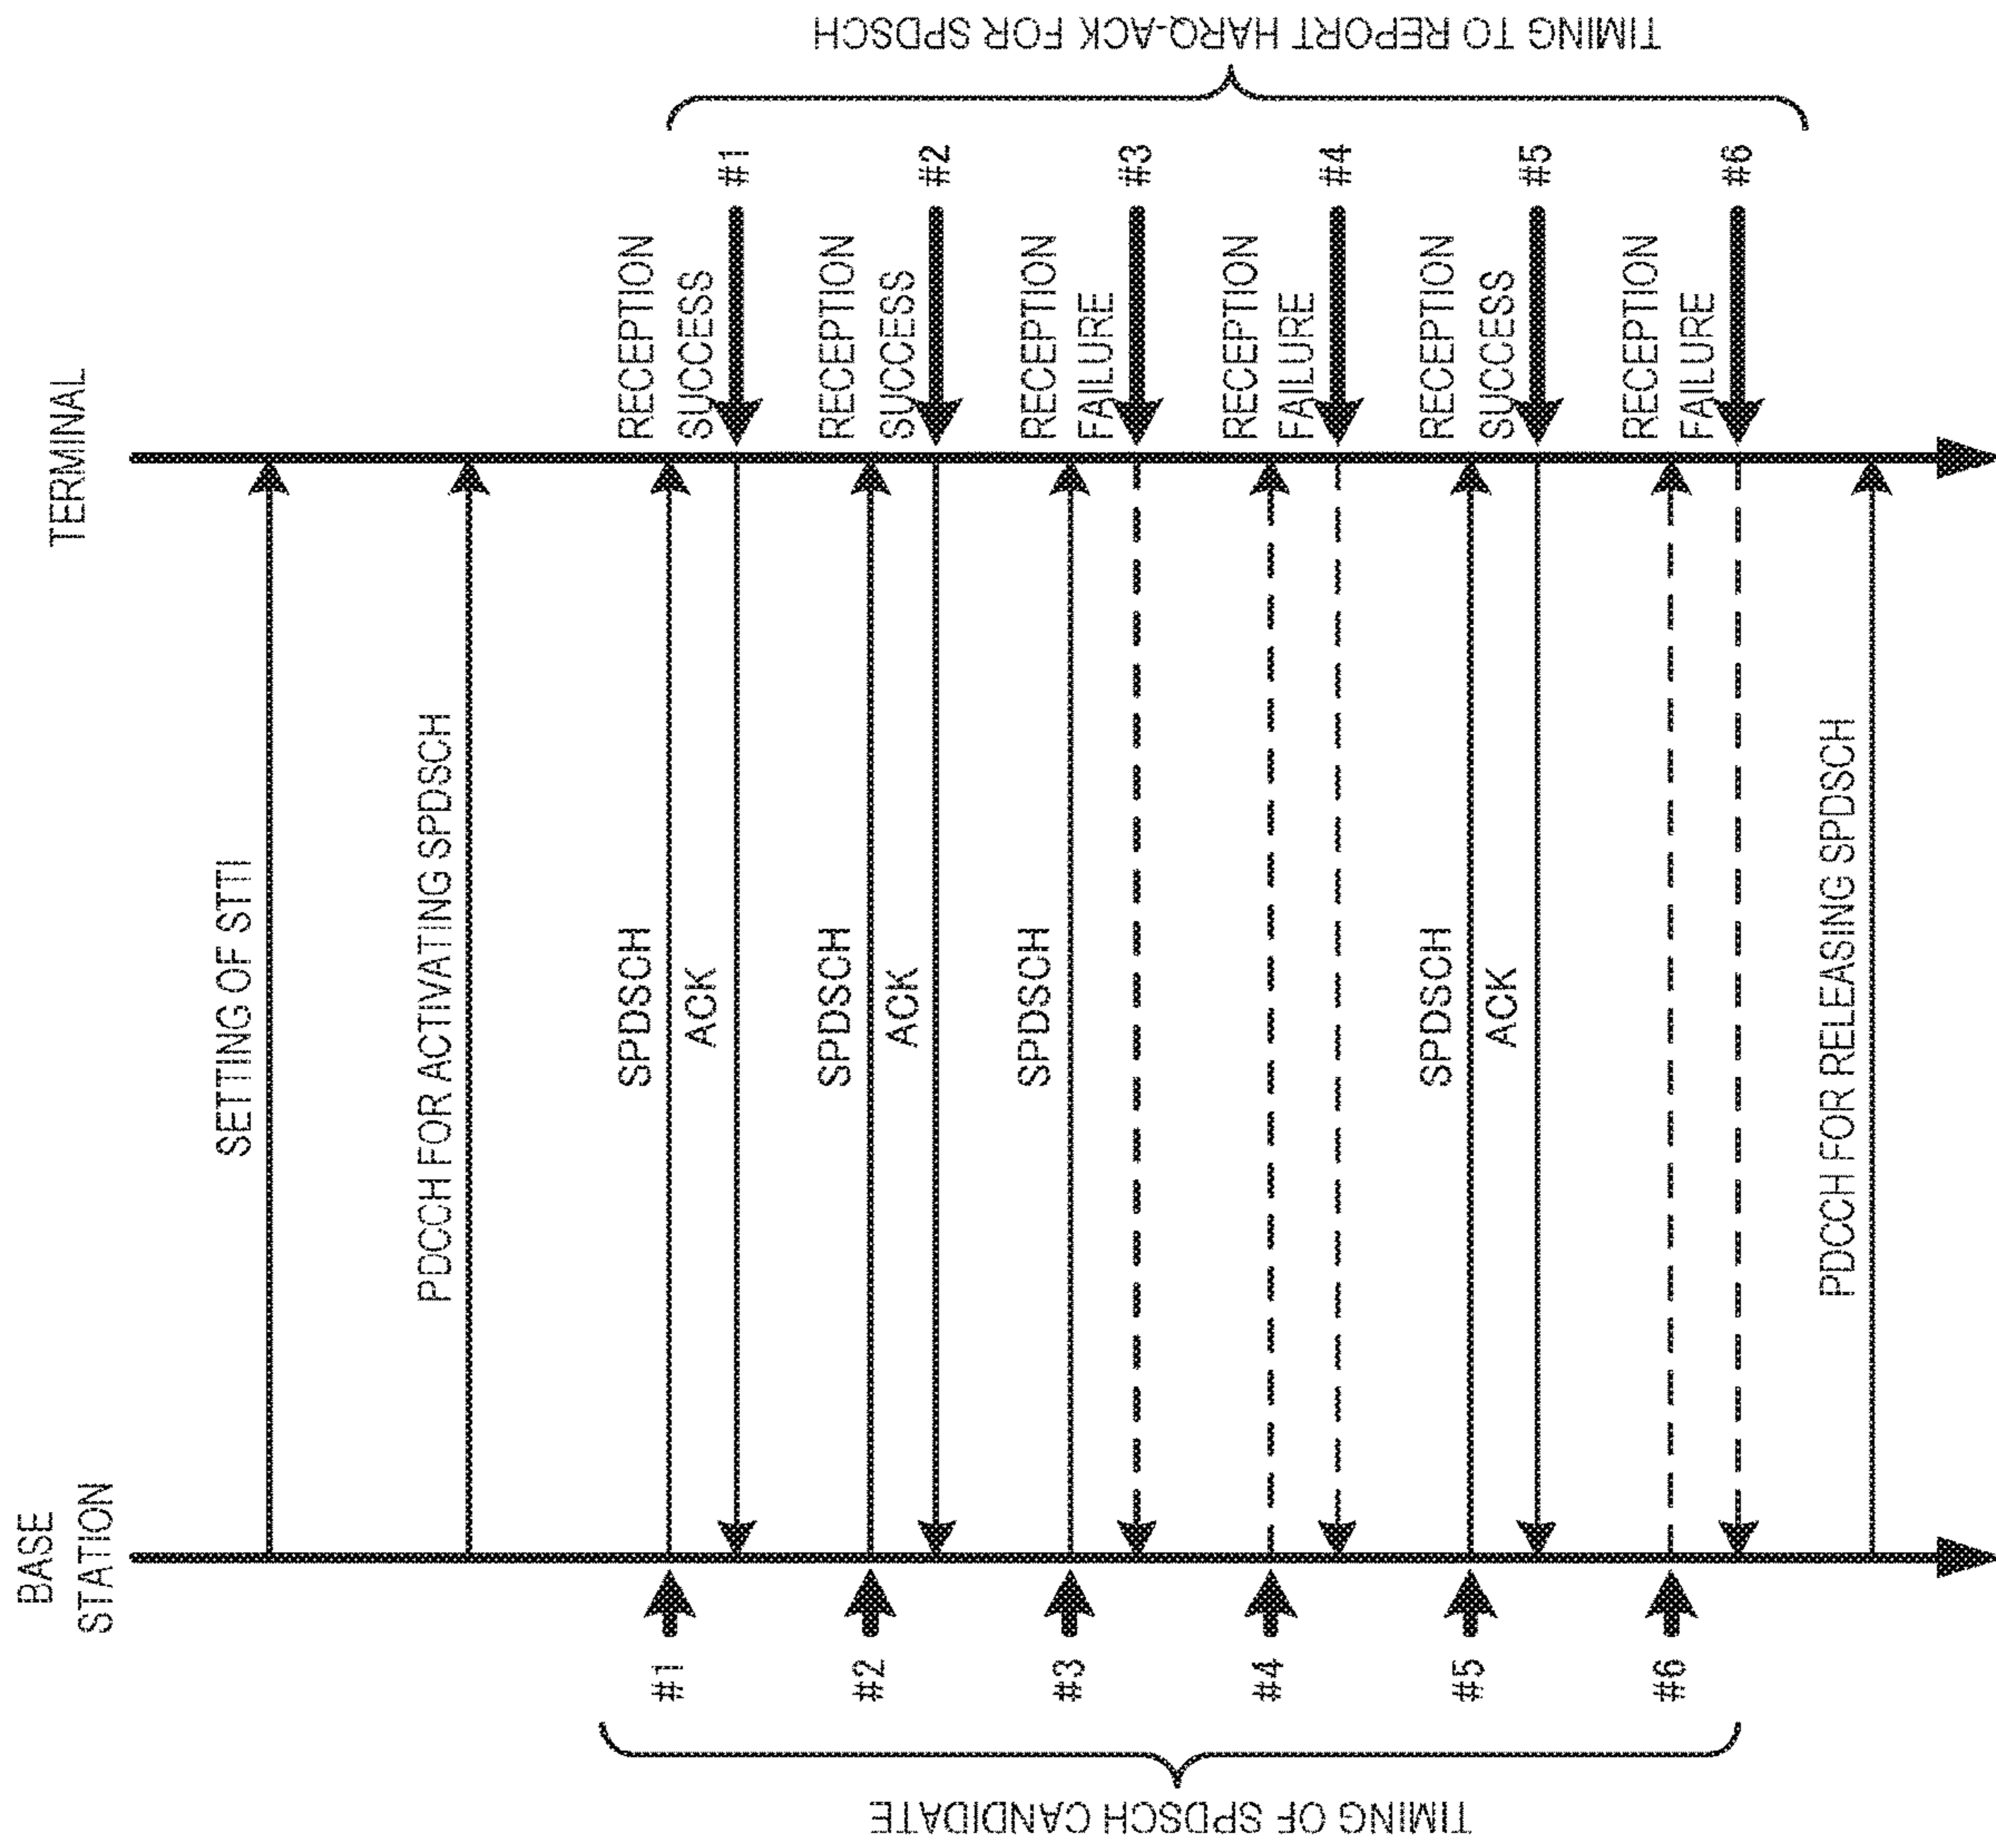 BASE
STATION
TERMINAL
SETTING OF STTI
PDCCH FOR ACTIVATING SPDSCH
TIMING OF SPDSCH CANDIDATE
TIMING TO REPORT HARQ-ACK FOR SPDSCH
#1
SPDSCH
RECEPTION
SUCCESS
ACK
#1
#2
SPDSCH
RECEPTION
SUCCESS
ACK
#2
#3
SPDSCH
RECEPTION
FAILURE
#3
#4
RECEPTION
FAILURE
#4
#5
SPDSCH
RECEPTION
SUCCESS
ACK
#5
#6
RECEPTION
FAILURE
#6
PDCCH FOR RELEASING SPDSCH